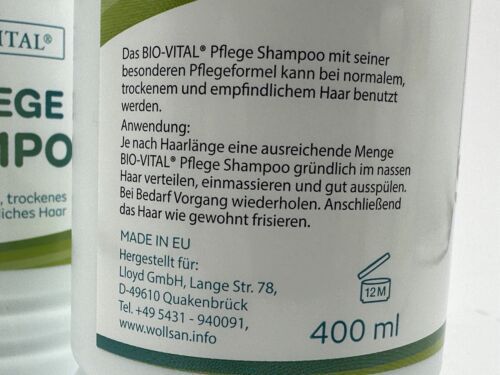 VITAL®
EGE
MPO
, trockenes
liches Haar
Das BIO-VITAL® Pflege Shampoo mit seiner
besonderen Pflegeformel kann bei normalem,
trockenem und empfindlichem Haar benutzt
werden.
Anwendung:
Je nach Haarlänge eine ausreichende Menge
BIO-VITAL® Pflege Shampoo gründlich im nassen
Haar verteilen, einmassieren und gut ausspülen.
Bei Bedarf Vorgang wiederholen. Anschließend
das Haar wie gewohnt frisieren.
MADE IN EU
Hergestellt für:
Lloyd GmbH, Lange Str. 78,
D-49610 Quakenbrück
Tel. +49 5431 - 940091,
www.wollsan.info
12M
400 ml